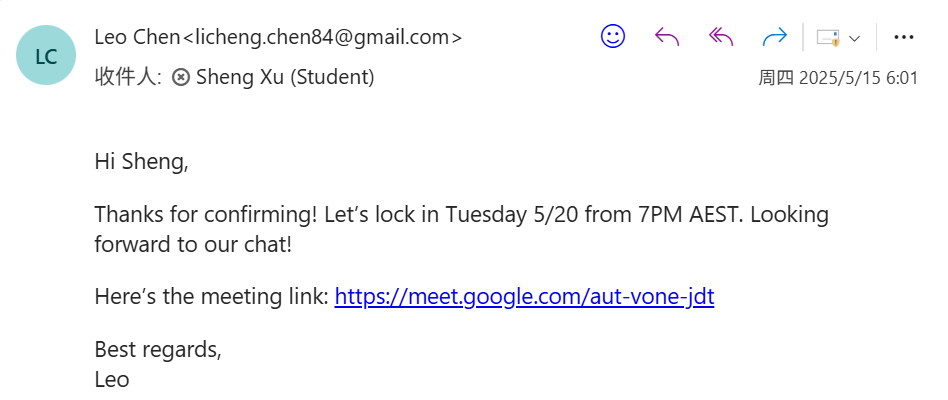 LC
Leo Chen<licheng.chen84@gmail.com>
收件人: Sheng Xu (Student)
周四 2025/5/15 6:01
Hi Sheng,
Thanks for confirming! Let’s lock in Tuesday 5/20 from 7PM AEST. Looking
forward to our chat!
Here’s the meeting link: https://meet.google.com/aut-vone-jdt
Best regards,
Leo